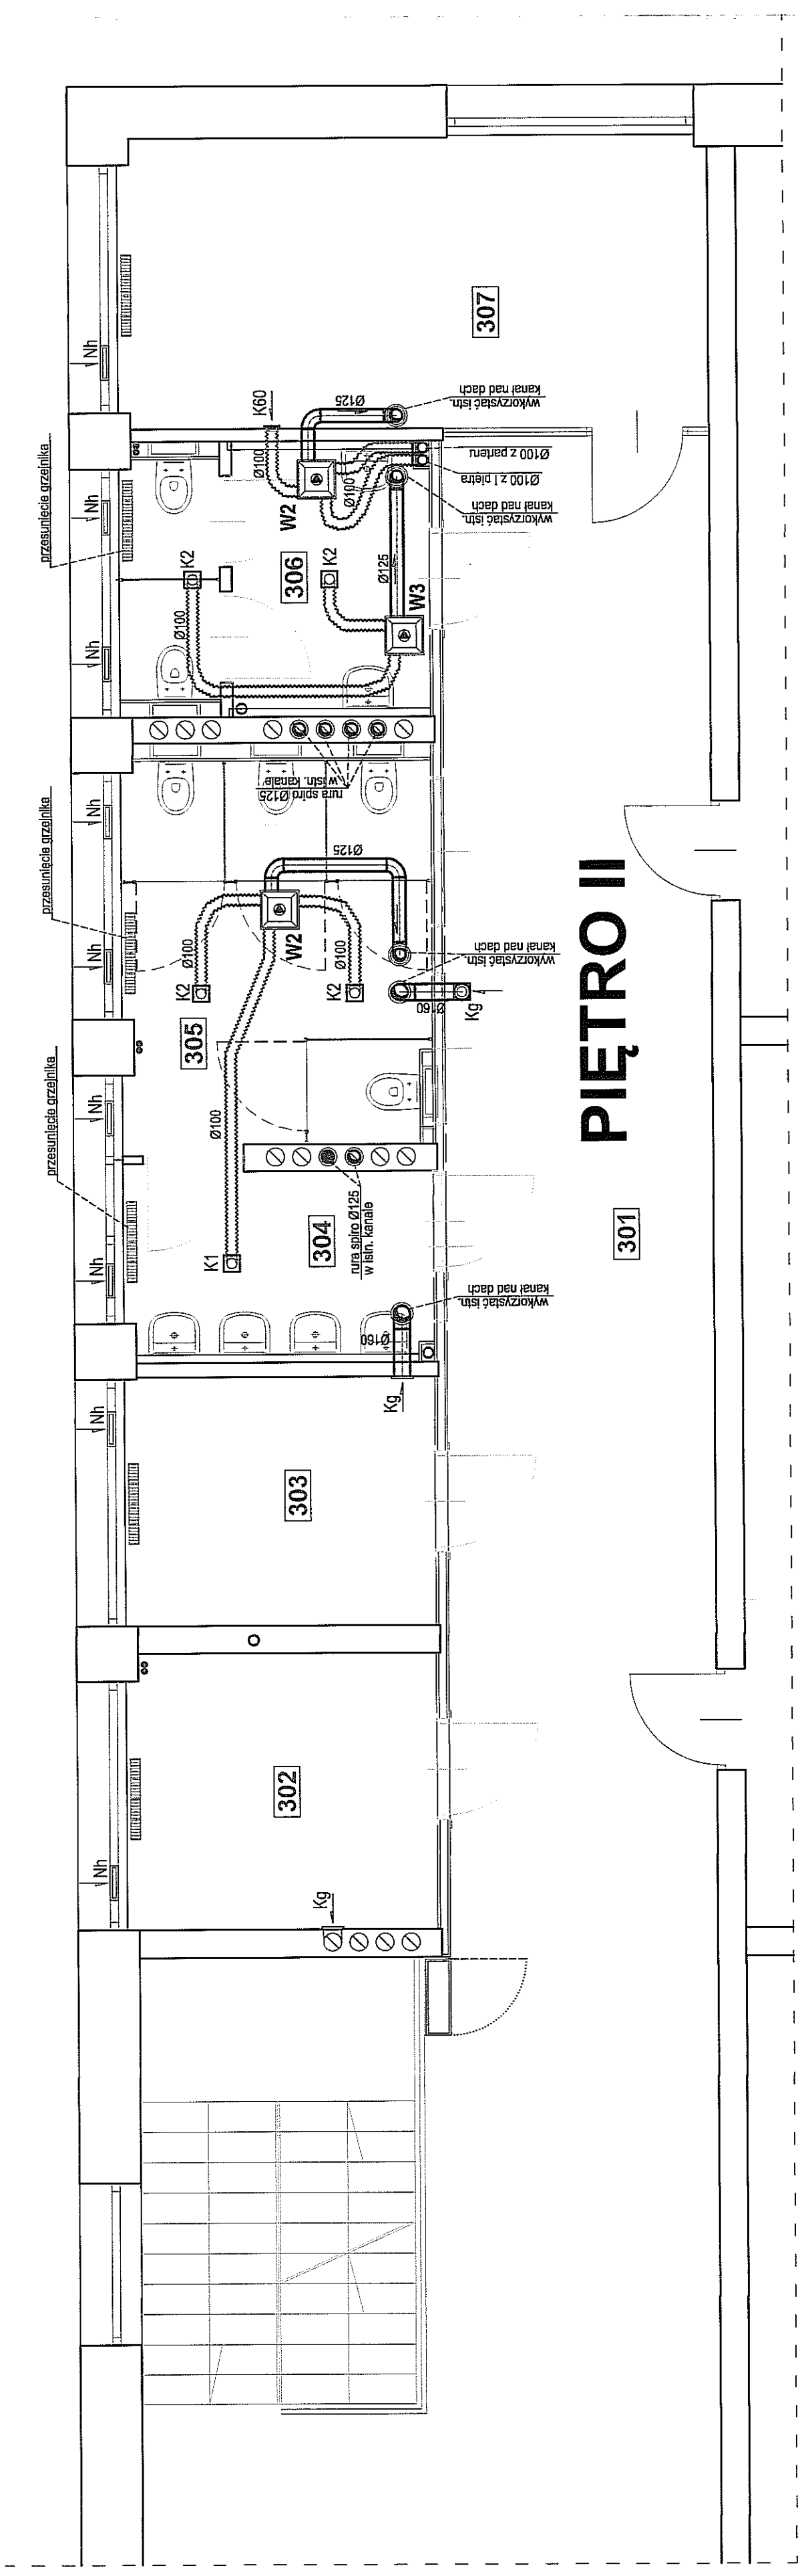 307
Nh
K60
Ø125
wykorzystać istn.
kanał nad dach
przesunięcie grzejnika
Ø100
Ø100 z parteru
Ø100 z I piętra
wykorzystać istn.
kanał nad dach
Ø100
W2
Nh
K2
306
K2
Ø125
W3
Ø100
Nh
rura spiro Ø125
w istn. kanale
przesunięcie grzejnika
Nh
Ø125
W2
Ø100
Ø100
Nh
K2
K2
wykorzystać istn.
kanał nad dach
Ø160
Kg
305
PIĘTRO II
przesunięcie grzejnika
Nh
Ø100
rura spiro Ø125
w istn. kanale
304
301
K1
Nh
wykorzystać istn.
kanał nad dach
Ø160
Kg
Nh
303
302
Nh
Kg